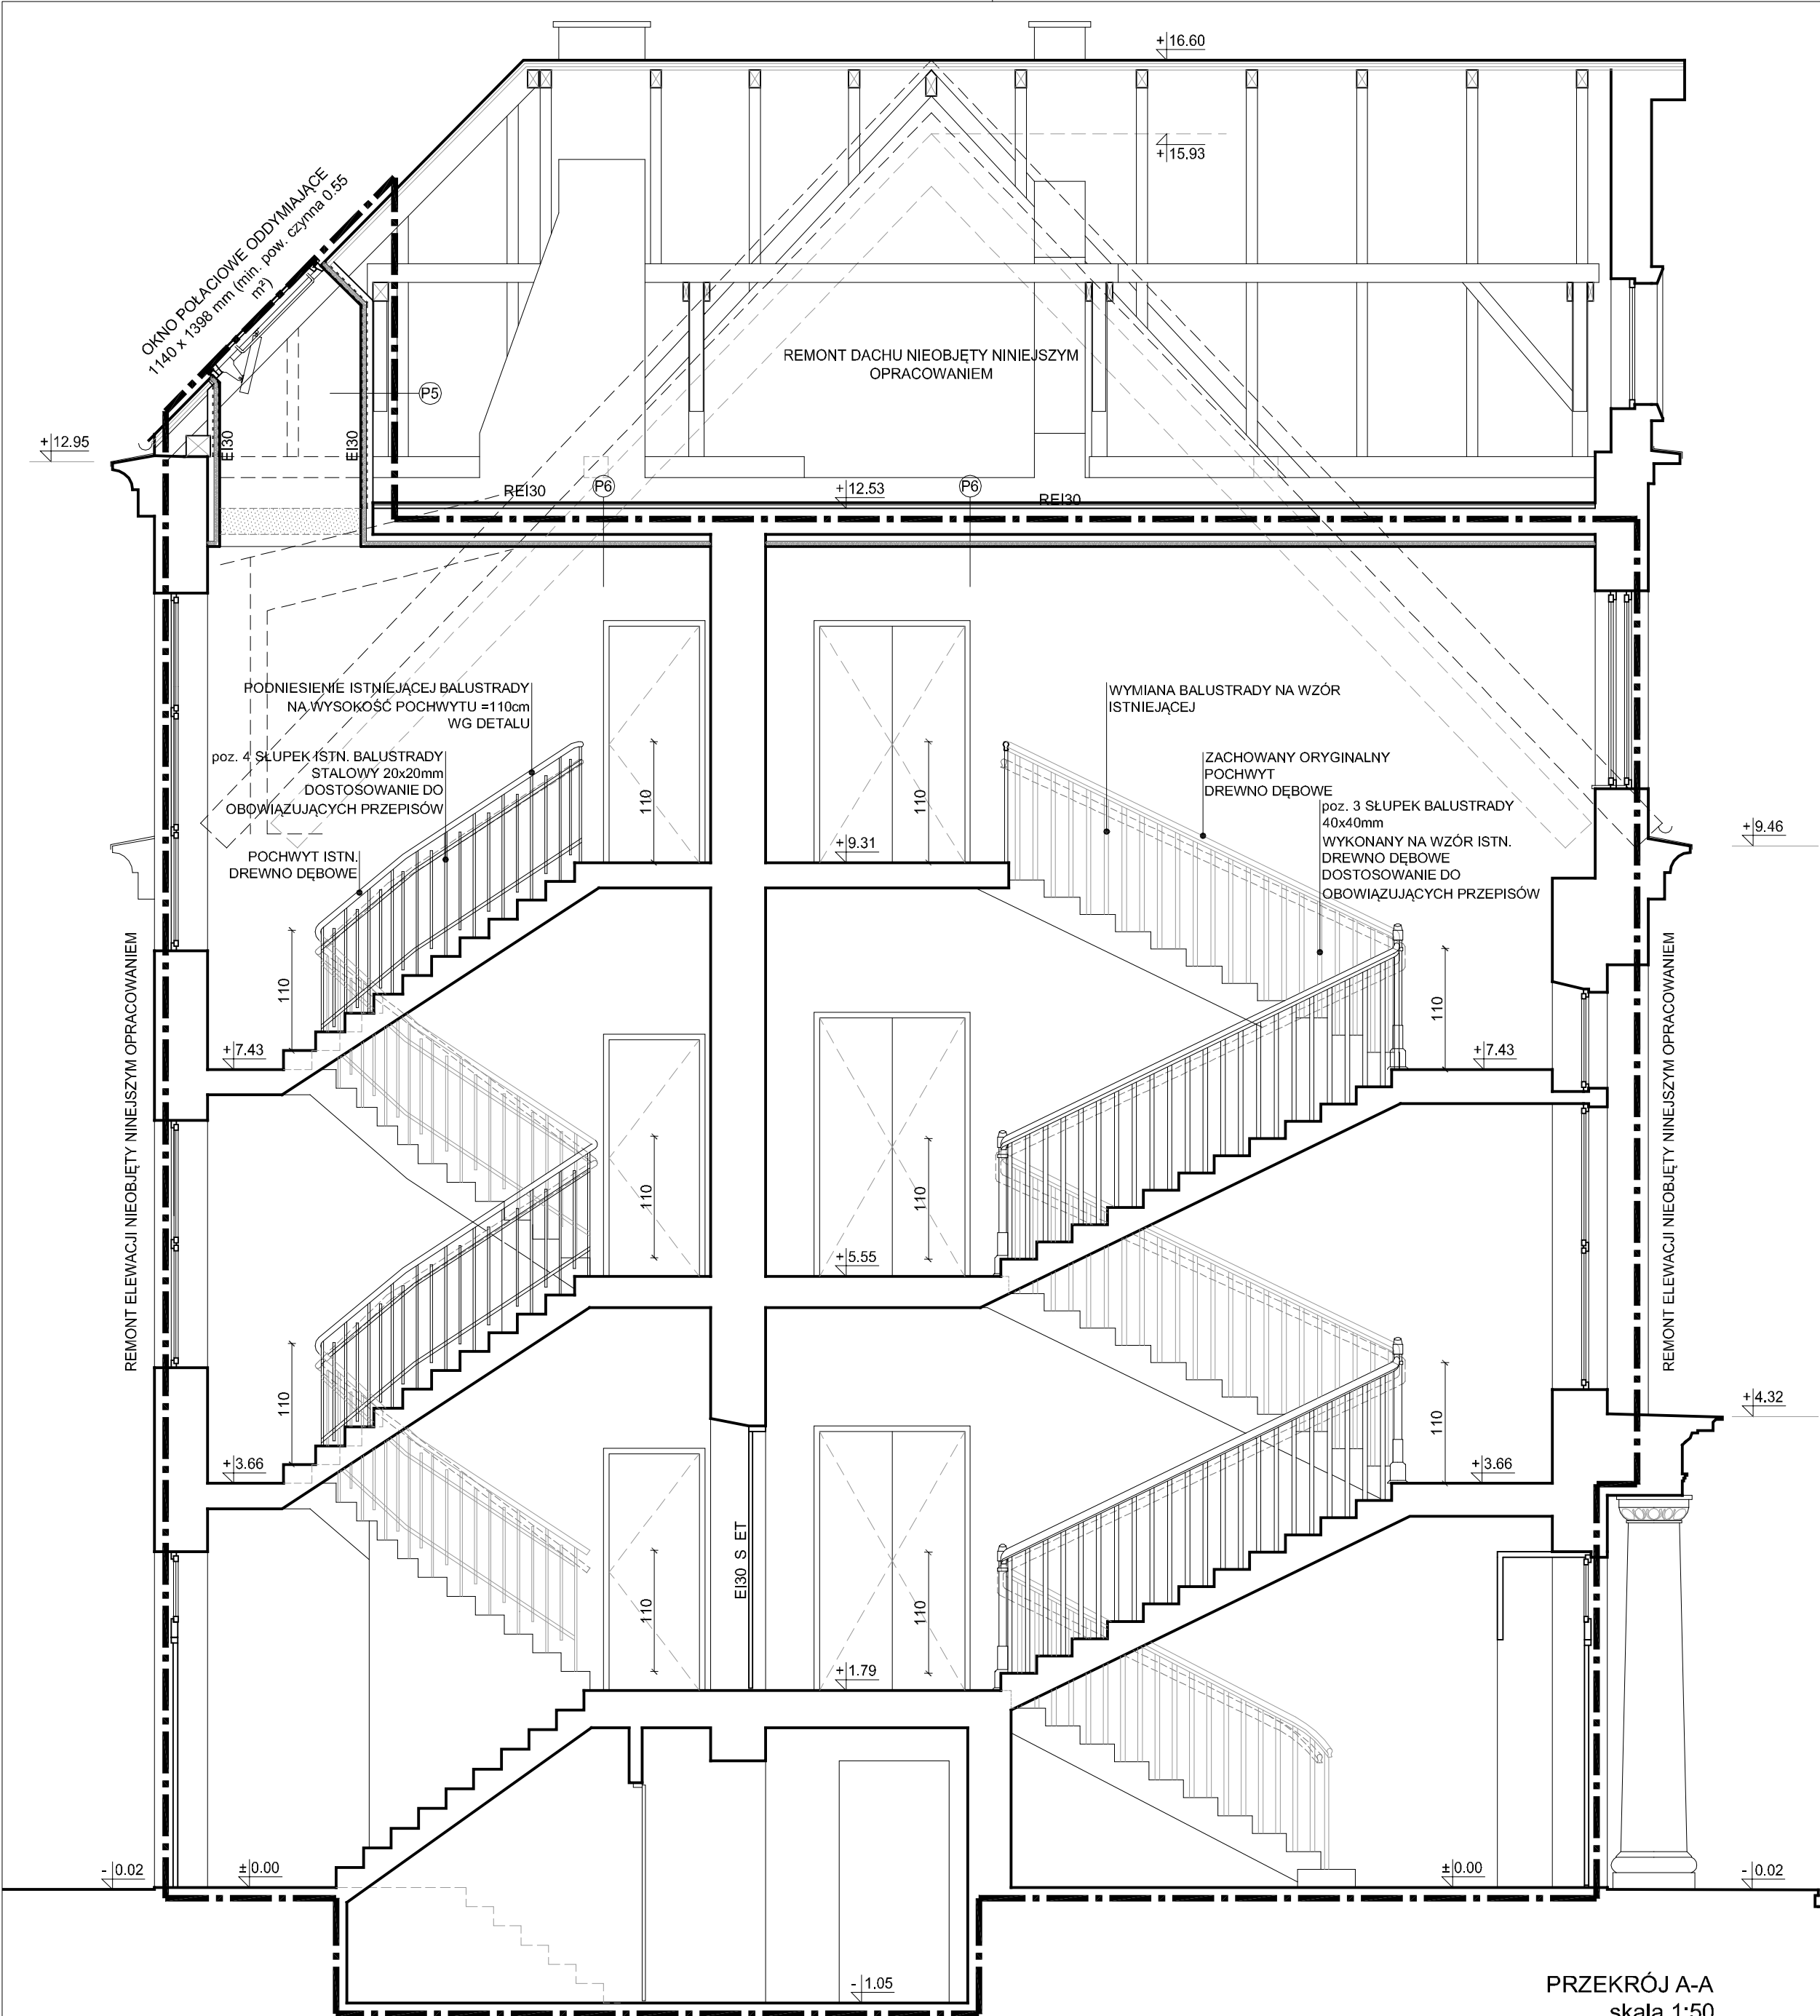 +16.60
+15.93
OKNO POŁACIOWE ODDYMIAJĄCE
1140 x 1398 mm (min. pow. czynna 0.55
m²)
REMONT DACHU NIEOBJĘTY NINIEJSZYM
OPRACOWANIEM
P5
+12.95
EI30
EI30
REI30
P6
+12.53
P6
REI30
PODNIESIENIE ISTNIEJĄCEJ BALUSTRADY
NA WYSOKOŚĆ POCHWYTU =110cm
WG DETALU
WYMIANA BALUSTRADY NA WZÓR
ISTNIEJĄCEJ
poz. 4 SŁUPEK ISTN. BALUSTRADY
STALOWY 20x20mm
DOSTOSOWANIE DO
OBOWIĄZUJĄCYCH PRZEPISÓW
ZACHOWANY ORYGINALNY
POCHWYT
DREWNO DĘBOWE
110
110
poz. 3 SŁUPEK BALUSTRADY
40x40mm
WYKONANY NA WZÓR ISTN.
DREWNO DĘBOWE
DOSTOSOWANIE DO
OBOWIĄZUJĄCYCH PRZEPISÓW
+9.31
+9.46
POCHWYT ISTN.
DREWNO DĘBOWE
REMONT ELEWACJI NIEOBJĘTY NINEJSZYM OPRACOWANIEM
REMONT ELEWACJI NIEOBJĘTY NINEJSZYM OPRACOWANIEM
110
110
+7.43
+7.43
110
110
+5.55
110
110
+4.32
+3.66
+3.66
EI30 S ET
110
110
+1.79
- 0.02
±0.00
±0.00
- 0.02
- 1.05
PRZEKRÓJ A-A
skala 1:50